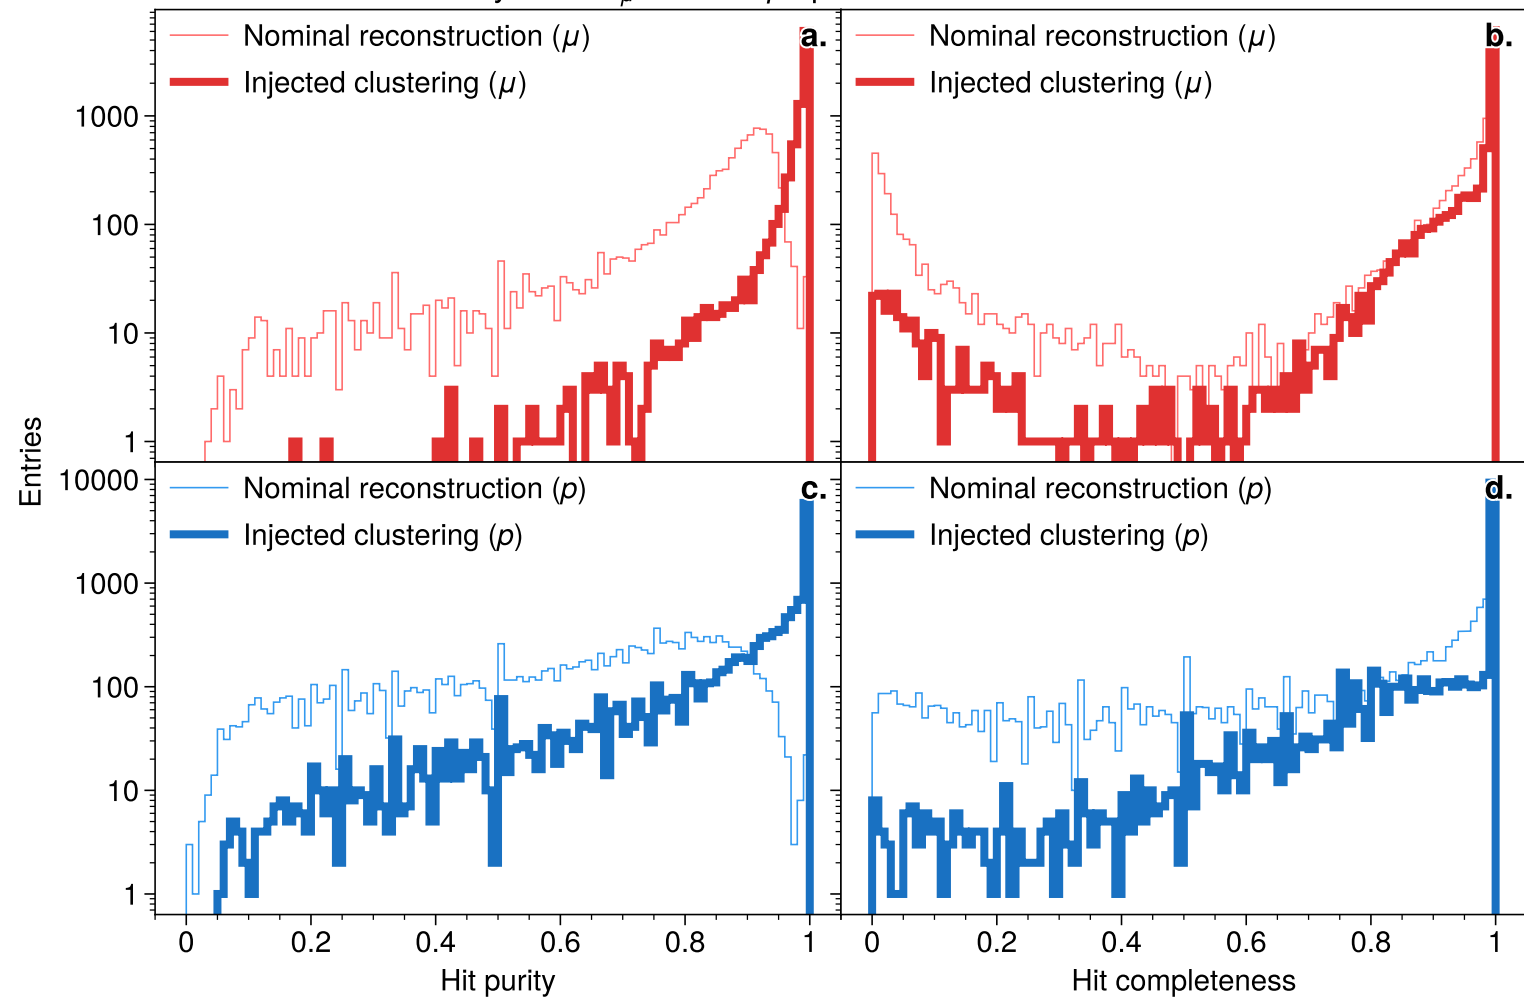 Nominal reconstruction (μ)
Injected clustering (μ)
a.
Nominal reconstruction (μ)
Injected clustering (μ)
b.
1000
100
10
1
Entries
Nominal reconstruction (p)
Injected clustering (p)
c.
Nominal reconstruction (p)
Injected clustering (p)
d.
10000
1000
100
10
1
0 0.2 0.4 0.6 0.8 1
0 0.2 0.4 0.6 0.8 1
Hit purity
Hit completeness